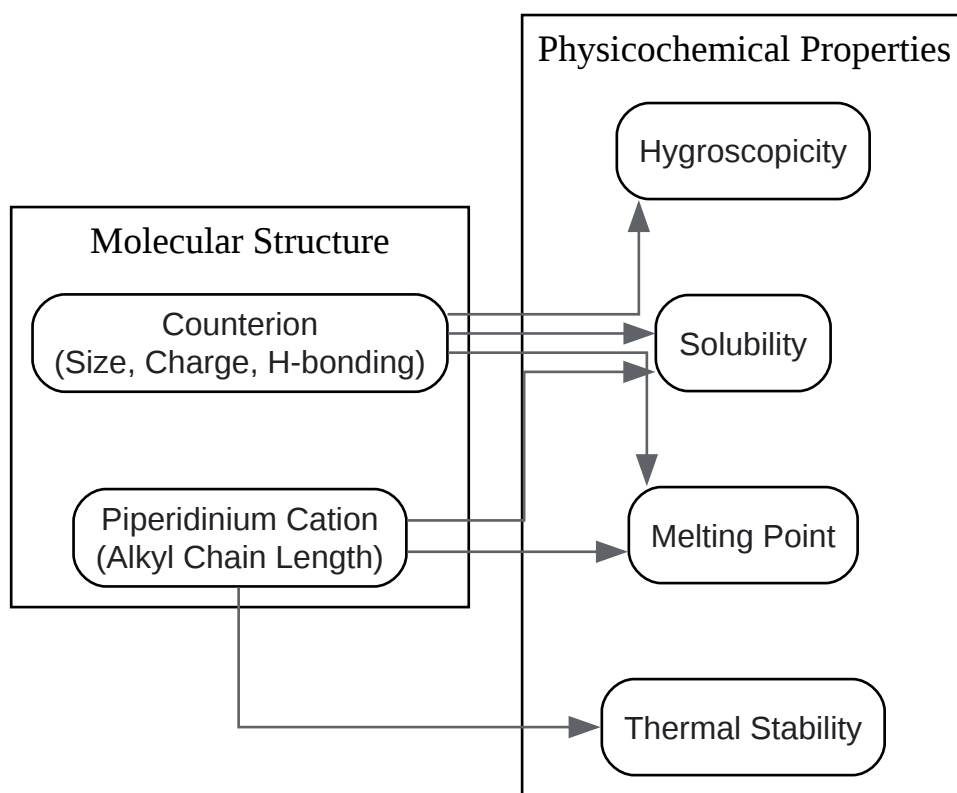 Physicochemical Properties
Hygroscopicity
Molecular Structure
Counterion
(Size, Charge, H-bonding)
Solubility
Piperidinium Cation
(Alkyl Chain Length)
Melting Point
Thermal Stability